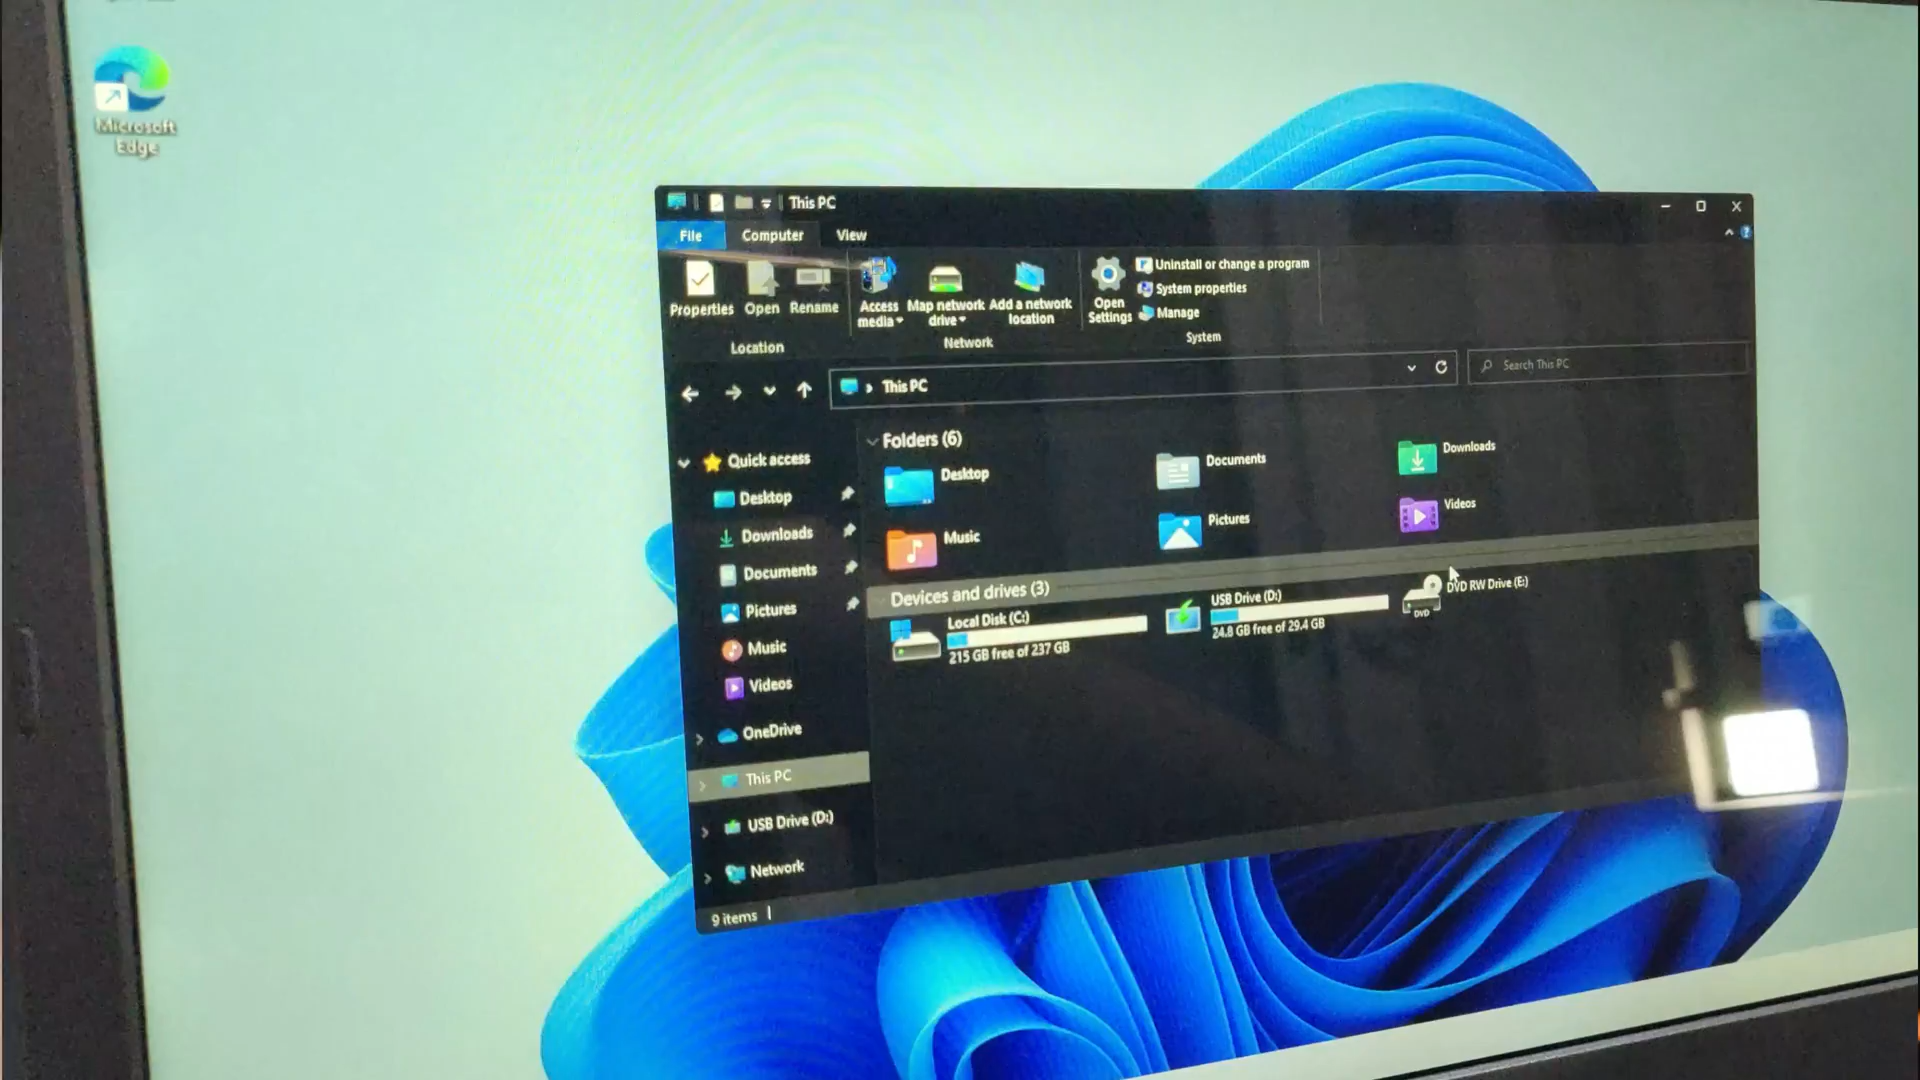 Microsoft
Edge
This PC
File Computer View
Properties Open Rename
Access media
Map network drive
Add a network location
Open Settings
Uninstall or change a program
System properties
Manage
Location Network System
This PC
Search This PC
Quick access
Desktop
Downloads
Documents
Pictures
Music
Videos
OneDrive
This PC
USB Drive (D:)
Network
Folders (6)
Desktop
Documents
Downloads
Music
Pictures
Videos
Devices and drives (3)
Local Disk (C:)
215 GB free of 237 GB
USB Drive (D:)
24.8 GB free of 29.4 GB
DVD RW Drive (E:)
DVD
9 items